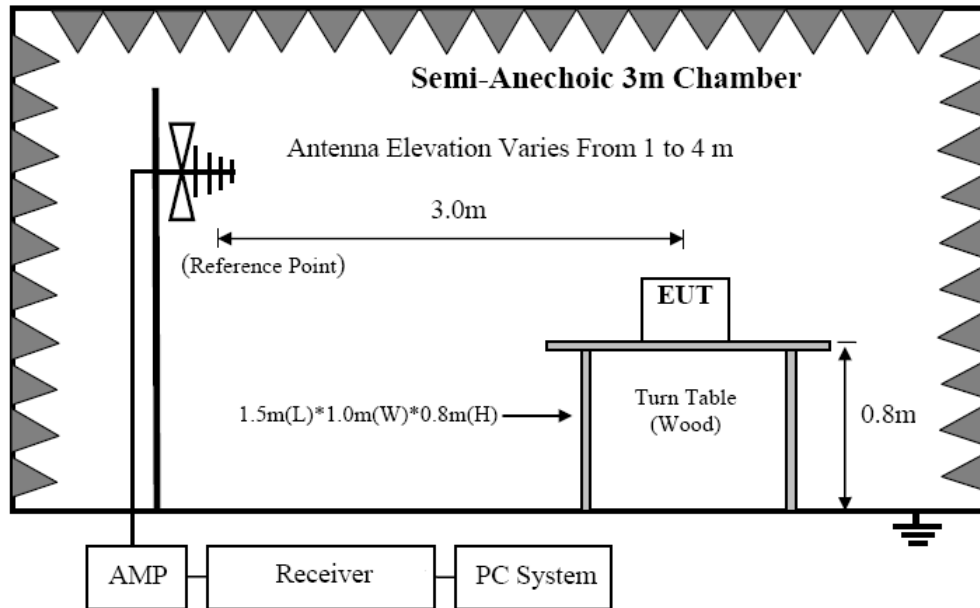 Semi-Anechoic 3m Chamber
Antenna Elevation Varies From 1 to 4 m
3.0m
(Reference Point)
EUT
1.5m(L)*1.0m(W)*0.8m(H)
Turn Table
(Wood)
0.8m
AMP
Receiver
PC System